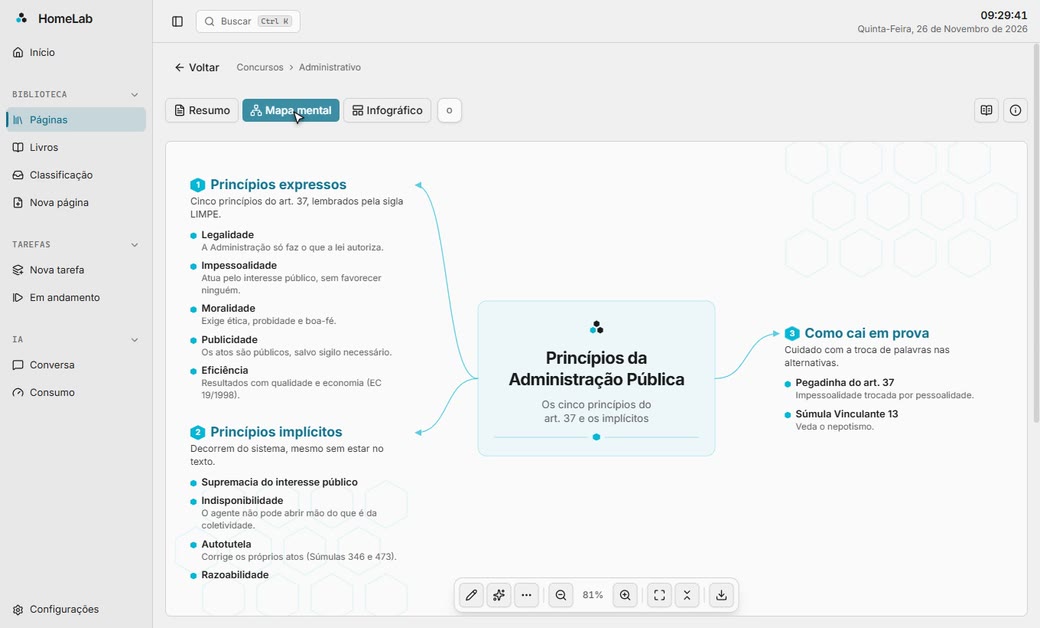 HomeLab
Buscar Ctrl K
09:29:41
Quinta-Feira, 26 de Novembro de 2026
Início
BIBLIOTECA
Páginas
Livros
Classificação
Nova página
TAREFAS
Nova tarefa
Em andamento
IA
Conversa
Consumo
Configurações
Voltar
Concursos > Administrativo
Resumo
Mapa mental
Infográfico
1 Princípios expressos
Cinco princípios do art. 37, lembrados pela sigla
LIMPE.
Legalidade
A Administração só faz o que a lei autoriza.
Impessoalidade
Atua pelo interesse público, sem favorecer
ninguém.
Moralidade
Exige ética, probidade e boa-fé.
Publicidade
Os atos são públicos, salvo sigilo necessário.
Eficiência
Resultados com qualidade e economia (EC
19/1998).
2 Princípios implícitos
Decorrem do sistema, mesmo sem estar no
texto.
Supremacia do interesse público
Indisponibilidade
O agente não pode abrir mão do que é da
coletividade.
Autotutela
Corrige os próprios atos (Súmulas 346 e 473).
Razoabilidade
Princípios da
Administração Pública
Os cinco princípios do
art. 37 e os implícitos
3 Como cai em prova
Cuidado com a troca de palavras nas
alternativas.
Pegadinha do art. 37
Impessoalidade trocada por pessoalidade.
Súmula Vinculante 13
Veda o nepotismo.
81%